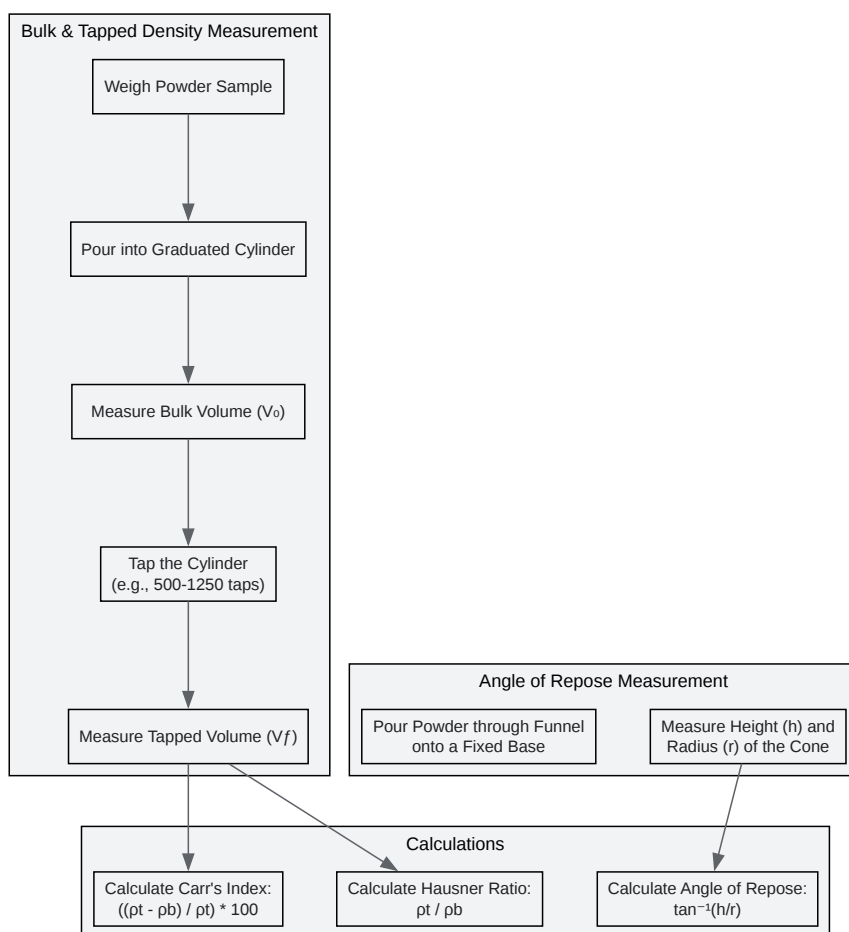 Bulk & Tapped Density Measurement
Weigh Powder Sample
Pour into Graduated Cylinder
Measure Bulk Volume (V₀)
Tap the Cylinder
(e.g., 500-1250 taps)
Measure Tapped Volume (Vƒ)
Angle of Repose Measurement
Pour Powder through Funnel
onto a Fixed Base
Measure Height (h) and
Radius (r) of the Cone
Calculations
Calculate Carr's Index:
((ρt - ρb) / ρt) * 100
Calculate Hausner Ratio:
ρt / ρb
Calculate Angle of Repose:
tan⁻¹(h/r)